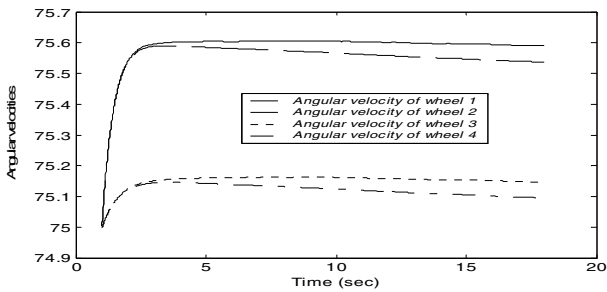 75.7
75.6
75.5
75.4
75.3
75.2
75.1
75
74.9
Angular velocities
Angular velocity of wheel 1
Angular velocity of wheel 2
Angular velocity of wheel 3
Angular velocity of wheel 4
0
5
10
15
20
Time (sec)